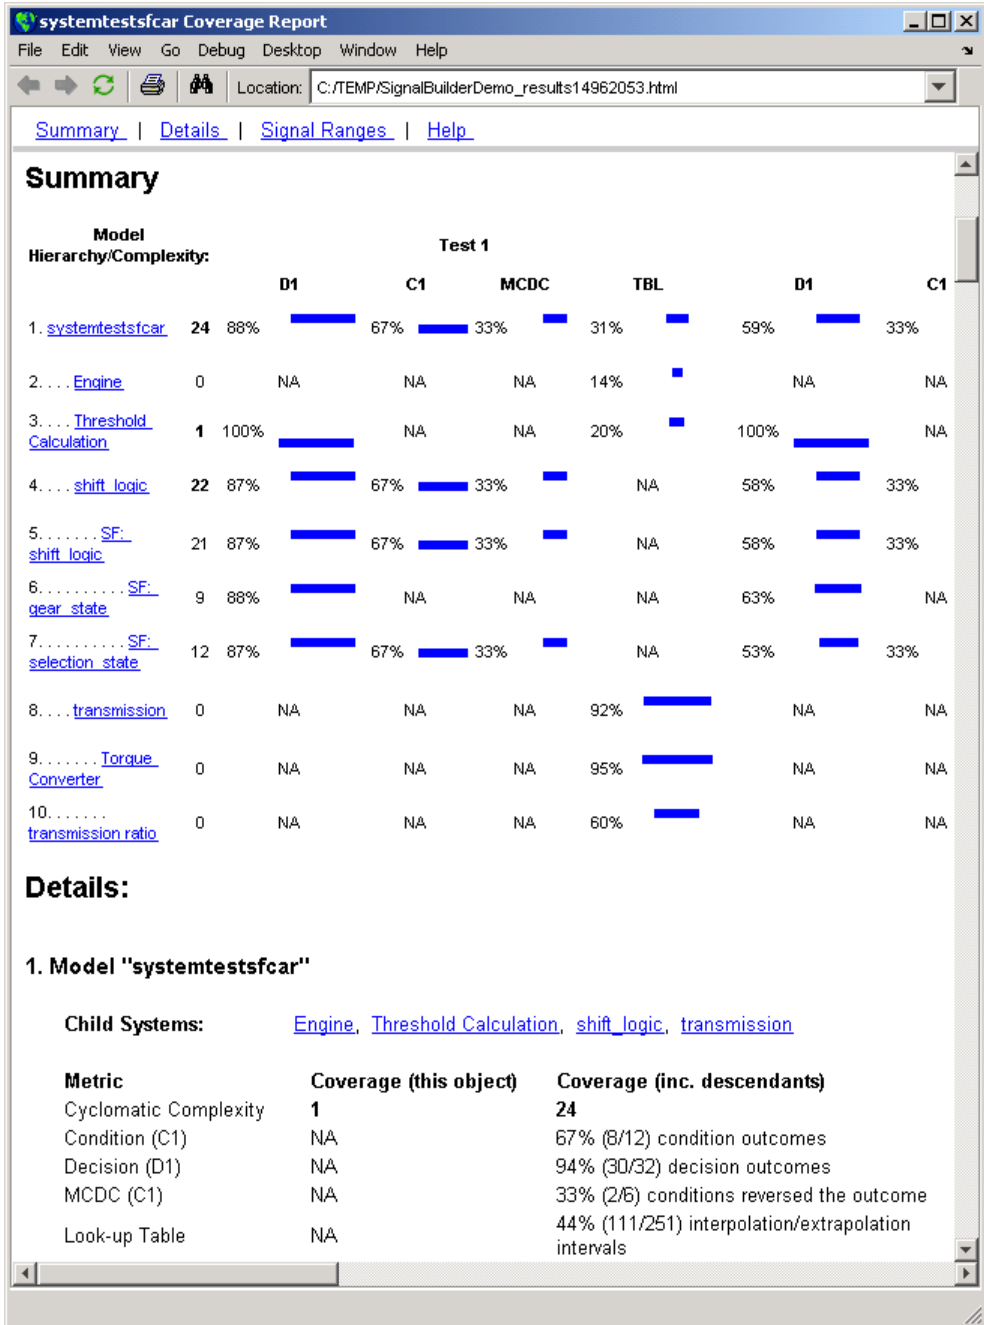 systemtestsfcar Coverage Report
File Edit View Go Debug Desktop Window Help
Location: C:/TEMP/SignalBuilderDemo_results14962053.html
Summary | Details | Signal Ranges | Help
Summary
Model
Hierarchy/Complexity:
Test 1
D1 C1 MCDC TBL D1 C1
1. systemtestsfcar 24 88% 67% 33% 31% 59% 33%
2. . . . Engine 0 NA NA NA 14% NA NA
3. . . . Threshold
Calculation 1 100% NA NA 20% 100% NA
4. . . . shift_logic 22 87% 67% 33% NA 58% 33%
5. . . . . . . SF:
shift_logic 21 87% 67% 33% NA 58% 33%
6. . . . . . . . . . SF:
gear_state 9 88% NA NA NA 63% NA
7. . . . . . . . . . SF:
selection_state 12 87% 67% 33% NA 53% 33%
8. . . . transmission 0 NA NA NA 92% NA NA
9. . . . . . . Torque
Converter 0 NA NA NA 95% NA NA
10. . . . . . .
transmission ratio 0 NA NA NA 60% NA NA
Details:
1. Model "systemtestsfcar"
Child Systems: Engine, Threshold Calculation, shift_logic, transmission
Metric Coverage (this object) Coverage (inc. descendants)
Cyclomatic Complexity 1 24
Condition (C1) NA 67% (8/12) condition outcomes
Decision (D1) NA 94% (30/32) decision outcomes
MCDC (C1) NA 33% (2/6) conditions reversed the outcome
Look-up Table NA 44% (111/251) interpolation/extrapolation
intervals